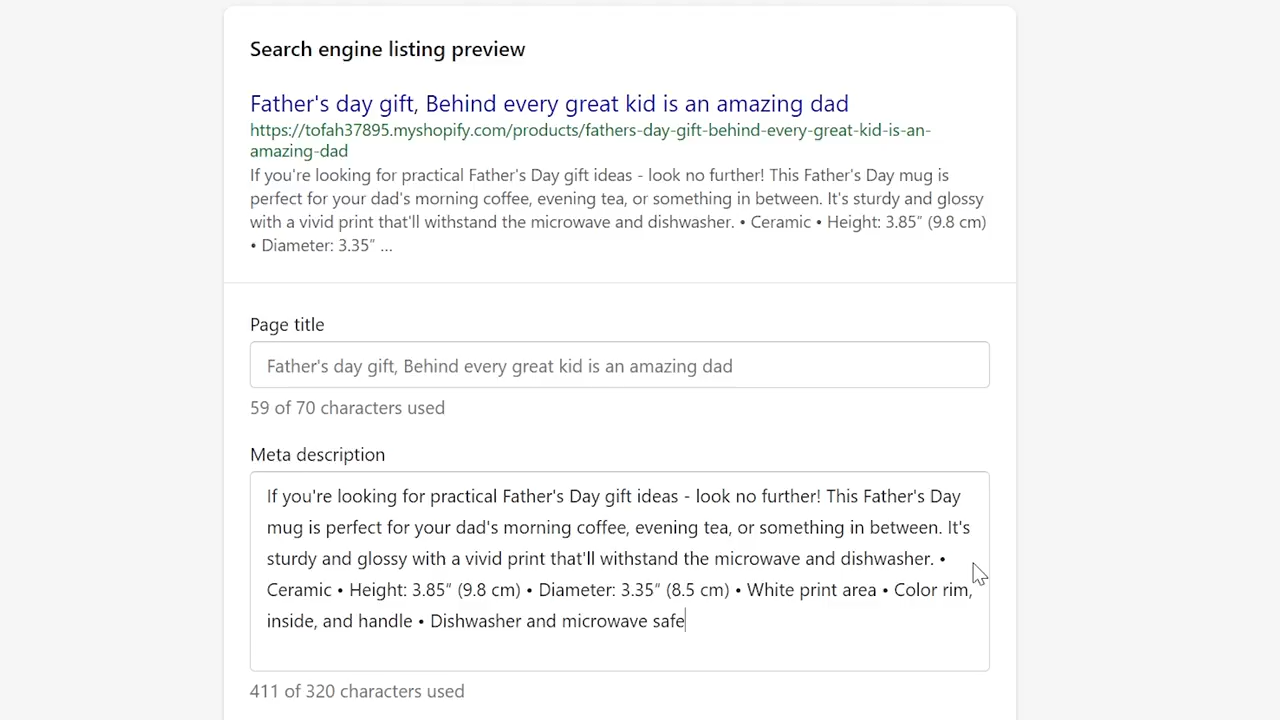 Search engine listing preview
Father's day gift, Behind every great kid is an amazing dad
https://tofah37895.myshopify.com/products/fathers-day-gift-behind-every-great-kid-is-an-
amazing-dad
If you're looking for practical Father's Day gift ideas - look no further! This Father's Day mug is
perfect for your dad's morning coffee, evening tea, or something in between. It's sturdy and glossy
with a vivid print that'll withstand the microwave and dishwasher. • Ceramic • Height: 3.85″ (9.8 cm)
• Diameter: 3.35″ ...
Page title
Father's day gift, Behind every great kid is an amazing dad
59 of 70 characters used
Meta description
If you're looking for practical Father's Day gift ideas - look no further! This Father's Day
mug is perfect for your dad's morning coffee, evening tea, or something in between. It's
sturdy and glossy with a vivid print that'll withstand the microwave and dishwasher. •
Ceramic • Height: 3.85″ (9.8 cm) • Diameter: 3.35″ (8.5 cm) • White print area • Color rim,
inside, and handle • Dishwasher and microwave safe
411 of 320 characters used